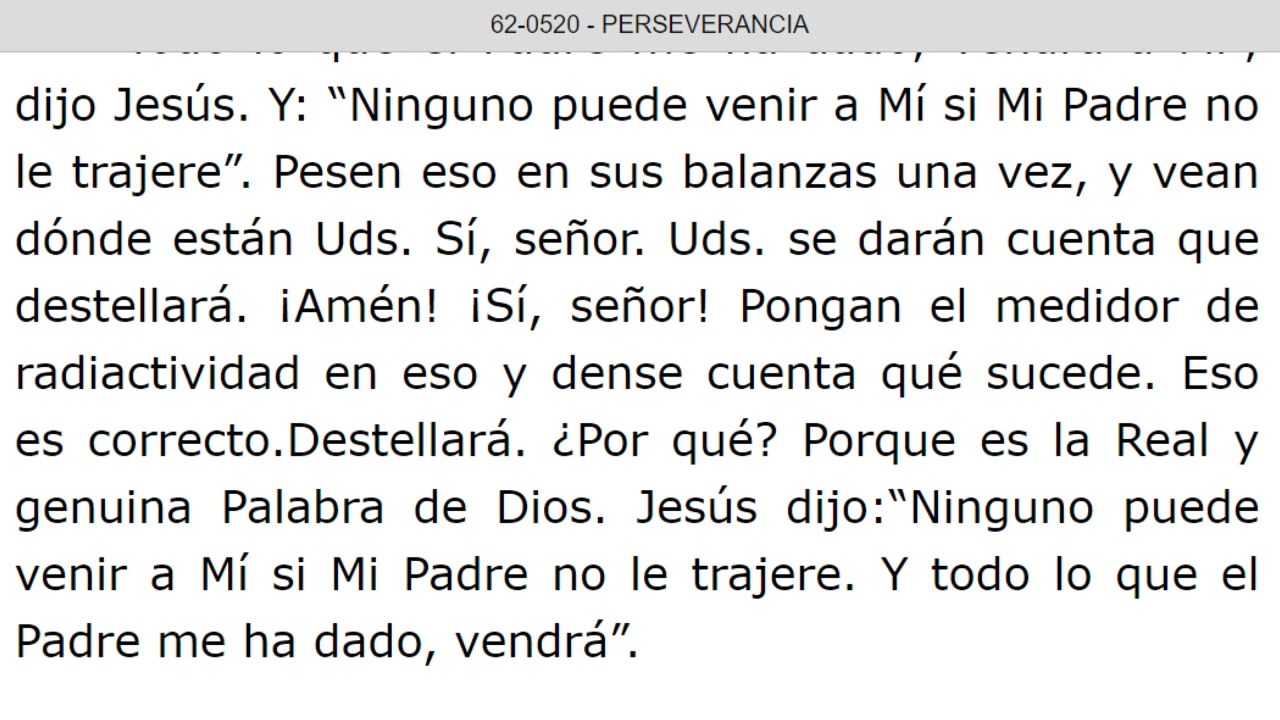 62-0520 - PERSEVERANCIA
dijo Jesús. Y: “Ninguno puede venir a Mí si Mi Padre no
le trajere”. Pesen eso en sus balanzas una vez, y vean
dónde están Uds. Sí, señor. Uds. se darán cuenta que
destellará. ¡Amén! ¡Sí, señor! Pongan el medidor de
radiactividad en eso y dense cuenta qué sucede. Eso
es correcto.Destellará. ¿Por qué? Porque es la Real y
genuina Palabra de Dios. Jesús dijo:“Ninguno puede
venir a Mí si Mi Padre no le trajere. Y todo lo que el
Padre me ha dado, vendrá”.